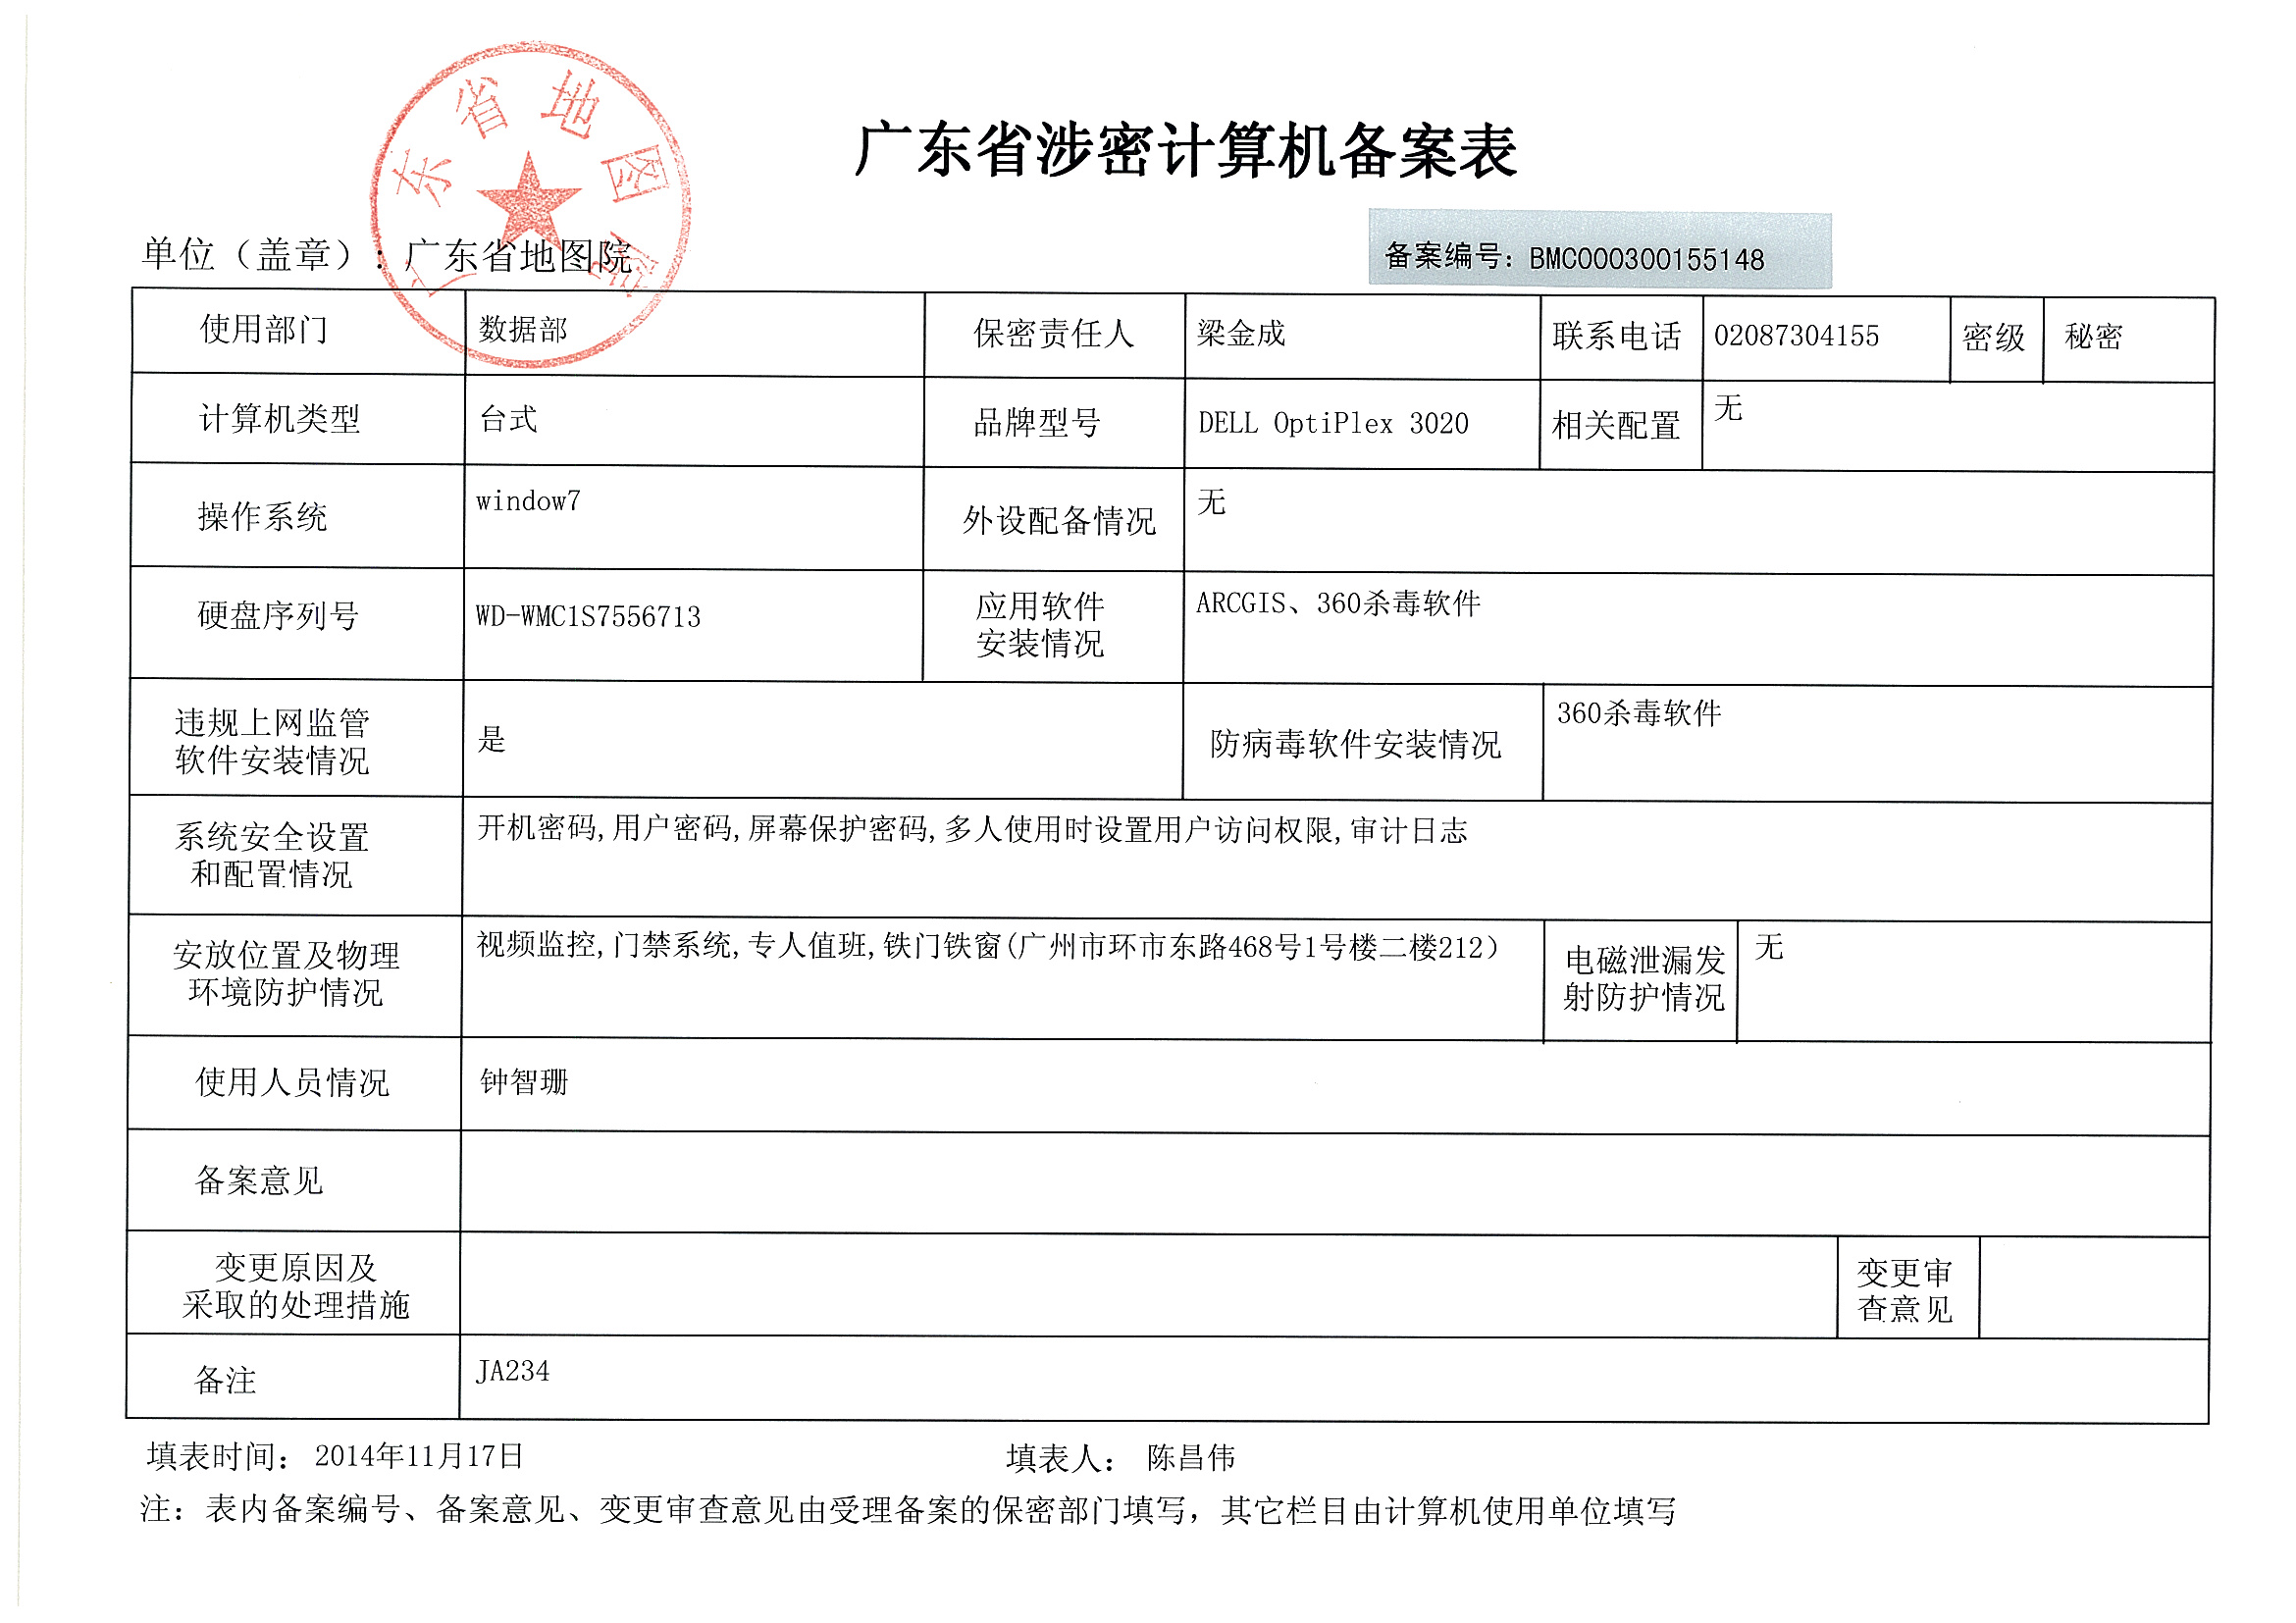 广东省涉密计算机备案表
广东省地图院
单位（盖章）：广东省地图院
备案编号：BMC000300155148
使用部门 数据部 保密责任人 梁金成 联系电话 02087304155 密级 秘密
计算机类型 台式 品牌型号 DELL OptiPlex 3020 相关配置 无
操作系统 window7 外设配备情况 无
硬盘序列号 WD-WMC1S7556713 应用软件
安装情况 ARCGIS、360杀毒软件
违规上网监管
软件安装情况 是 防病毒软件安装情况 360杀毒软件
系统安全设置
和配置情况 开机密码,用户密码,屏幕保护密码,多人使用时设置用户访问权限,审计日志
安放位置及物理
环境防护情况 视频监控,门禁系统,专人值班,铁门铁窗(广州市环市东路468号1号楼二楼212） 电磁泄漏发
射防护情况 无
使用人员情况 钟智珊
备案意见
变更原因及
采取的处理措施 变更审
查意见
备注 JA234
填表时间： 2014年11月17日 填表人： 陈昌伟
注：表内备案编号、备案意见、变更审查意见由受理备案的保密部门填写，其它栏目由计算机使用单位填写